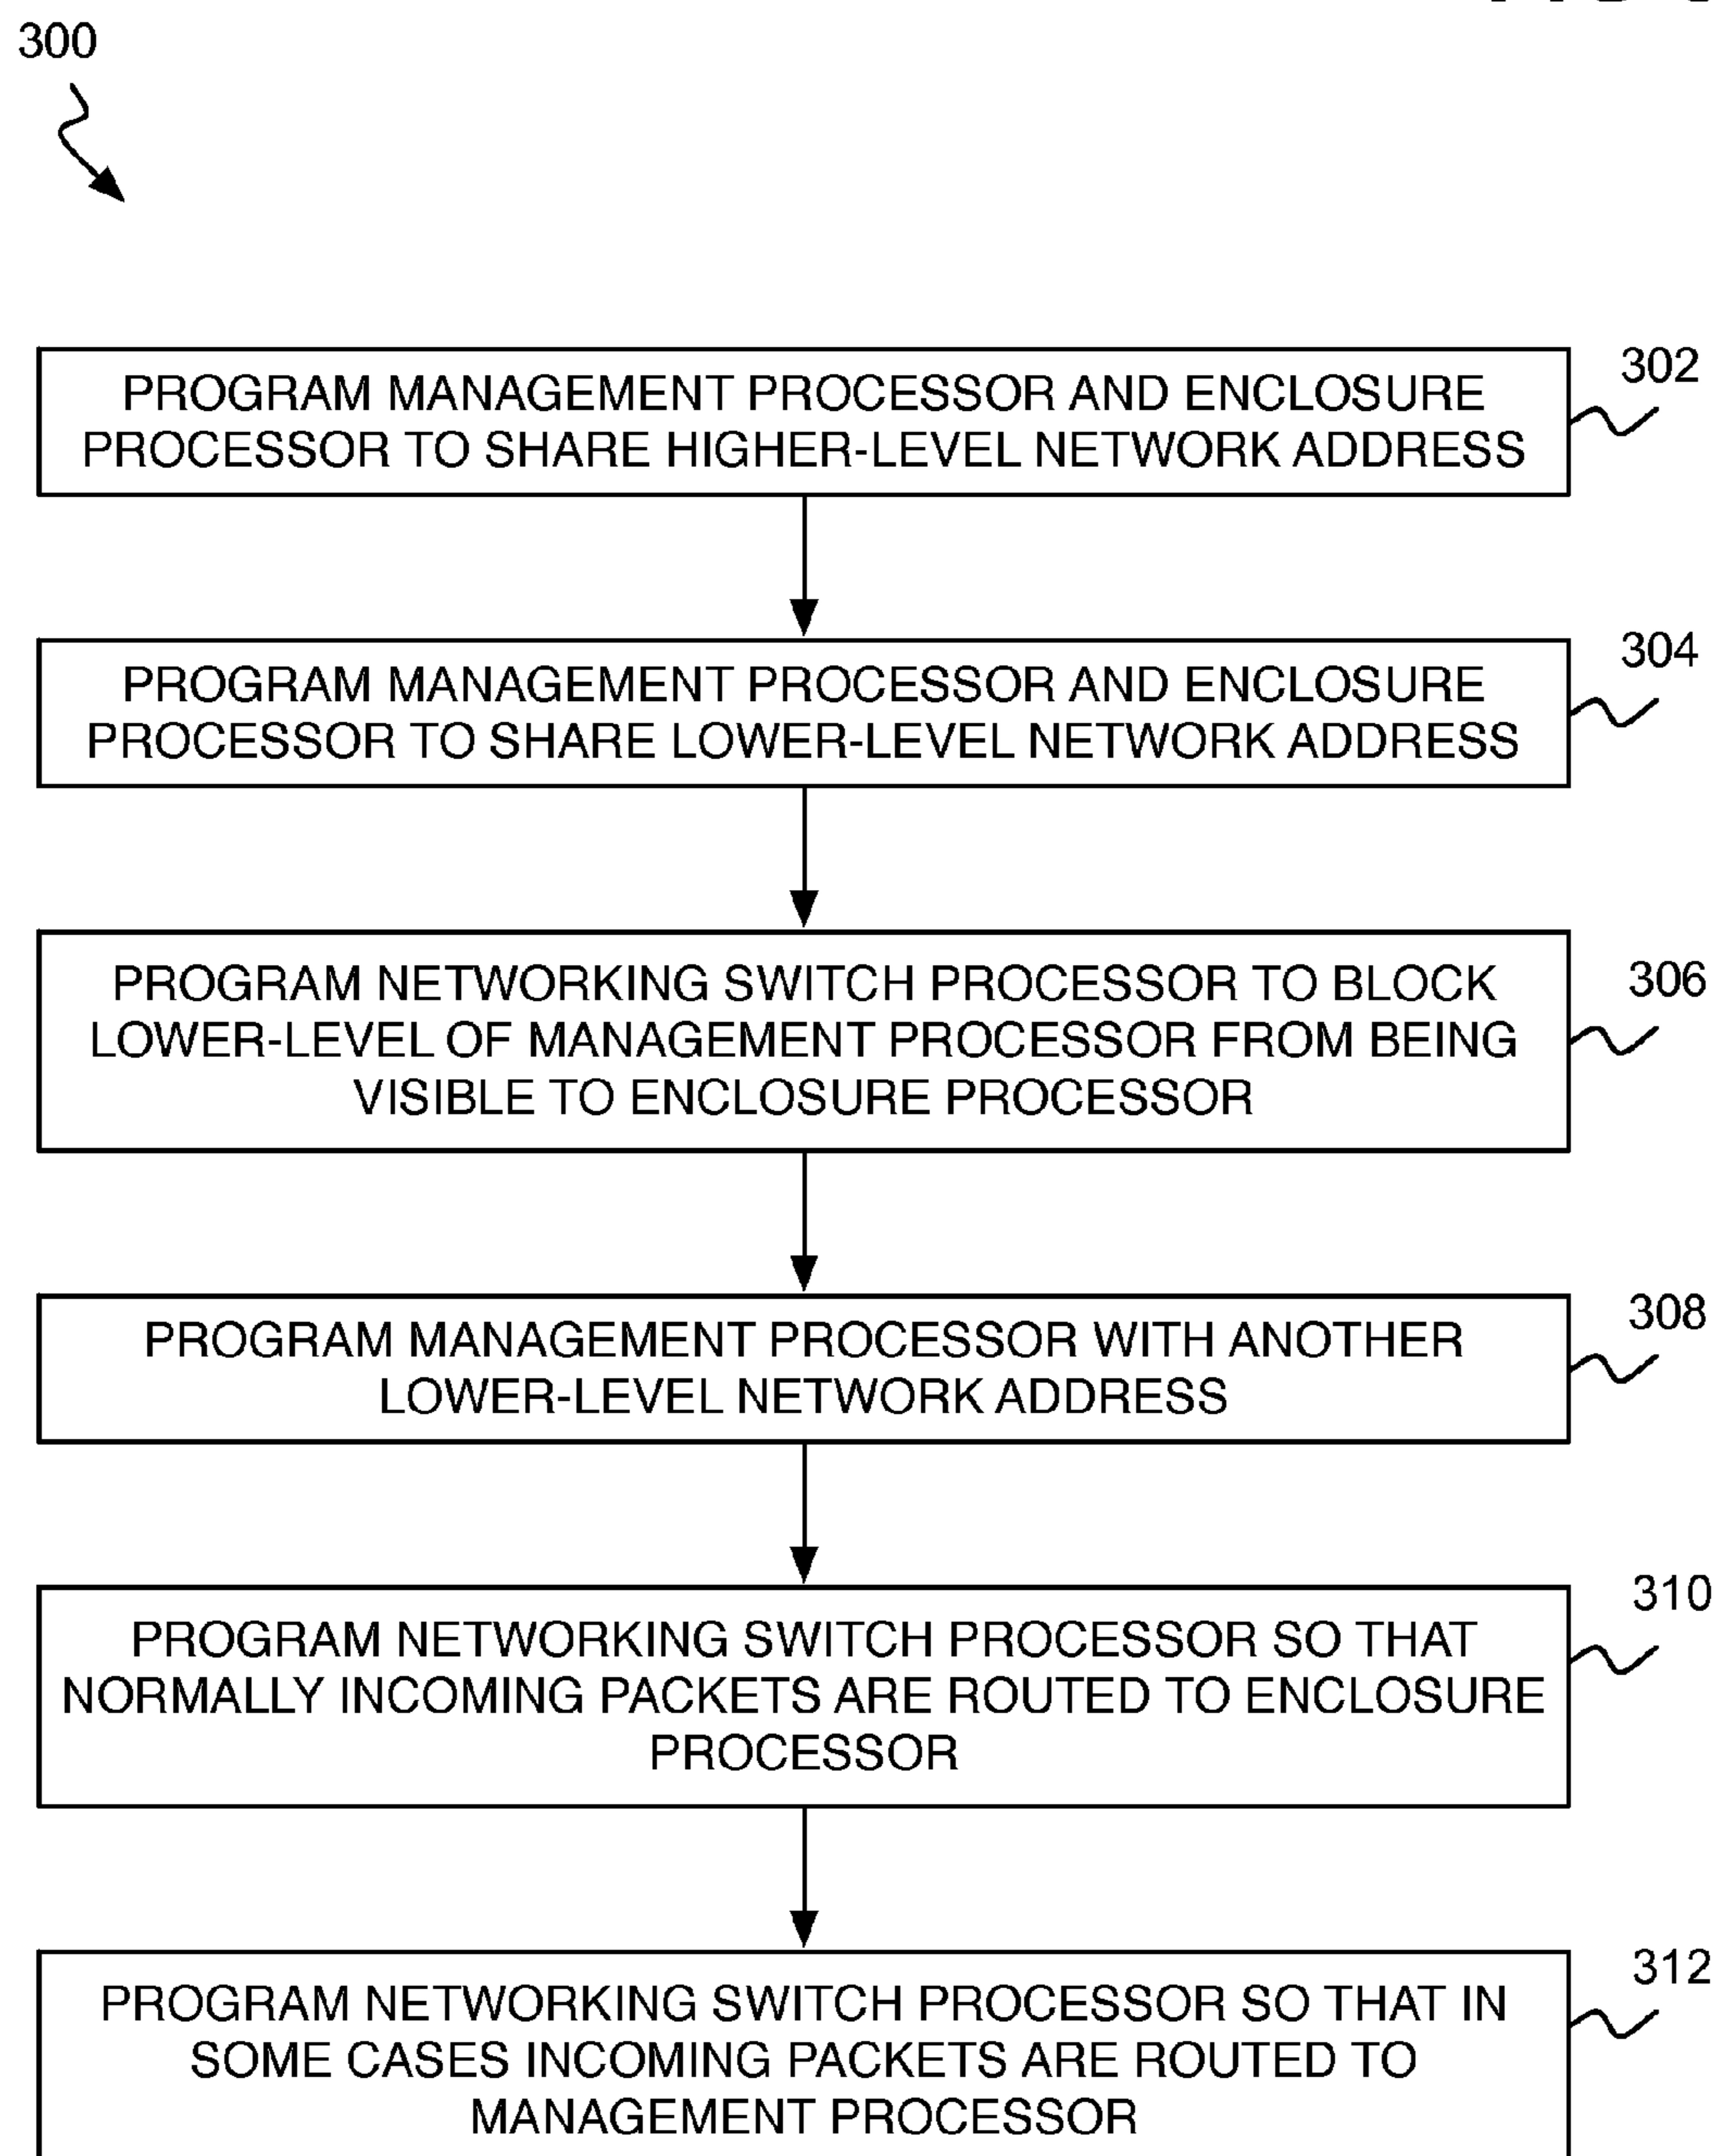 300
302
PROGRAM MANAGEMENT PROCESSOR AND ENCLOSURE
PROCESSOR TO SHARE HIGHER-LEVEL NETWORK ADDRESS
304
PROGRAM MANAGEMENT PROCESSOR AND ENCLOSURE
PROCESSOR TO SHARE LOWER-LEVEL NETWORK ADDRESS
306
PROGRAM NETWORKING SWITCH PROCESSOR TO BLOCK
LOWER-LEVEL OF MANAGEMENT PROCESSOR FROM BEING
VISIBLE TO ENCLOSURE PROCESSOR
308
PROGRAM MANAGEMENT PROCESSOR WITH ANOTHER
LOWER-LEVEL NETWORK ADDRESS
310
PROGRAM NETWORKING SWITCH PROCESSOR SO THAT
NORMALLY INCOMING PACKETS ARE ROUTED TO ENCLOSURE
PROCESSOR
312
PROGRAM NETWORKING SWITCH PROCESSOR SO THAT IN
SOME CASES INCOMING PACKETS ARE ROUTED TO
MANAGEMENT PROCESSOR